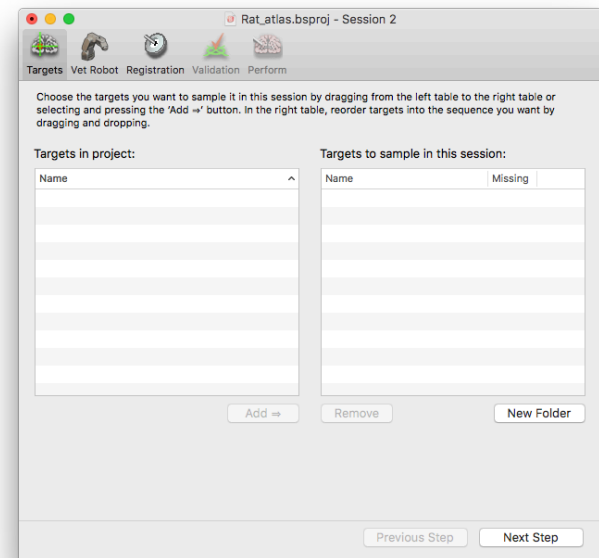 Rat_atlas.bsproj - Session 2
Targets Vet Robot Registration Validation Perform
Choose the targets you want to sample it in this session by dragging from the left table to the right table or
selecting and pressing the 'Add ⇒' button. In the right table, reorder targets into the sequence you want by
dragging and dropping.
Targets in project: Targets to sample in this session:
Name Name Missing
Add ⇒ Remove New Folder
Previous Step Next Step